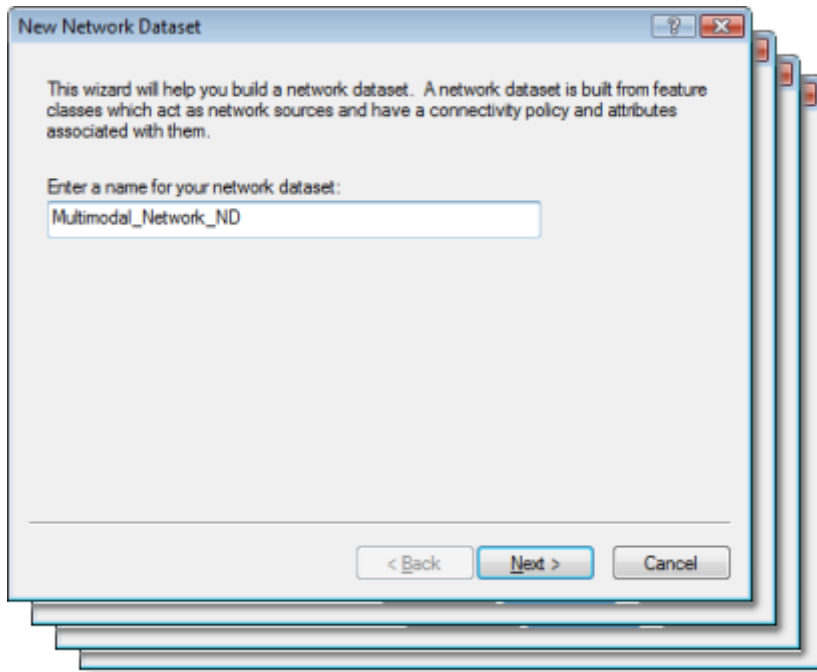 New Network Dataset
This wizard will help you build a network dataset. A network dataset is built from feature
classes which act as network sources and have a connectivity policy and attributes
associated with them.
Enter a name for your network dataset:
Multimodal_Network_ND
< Back
Next >
Cancel